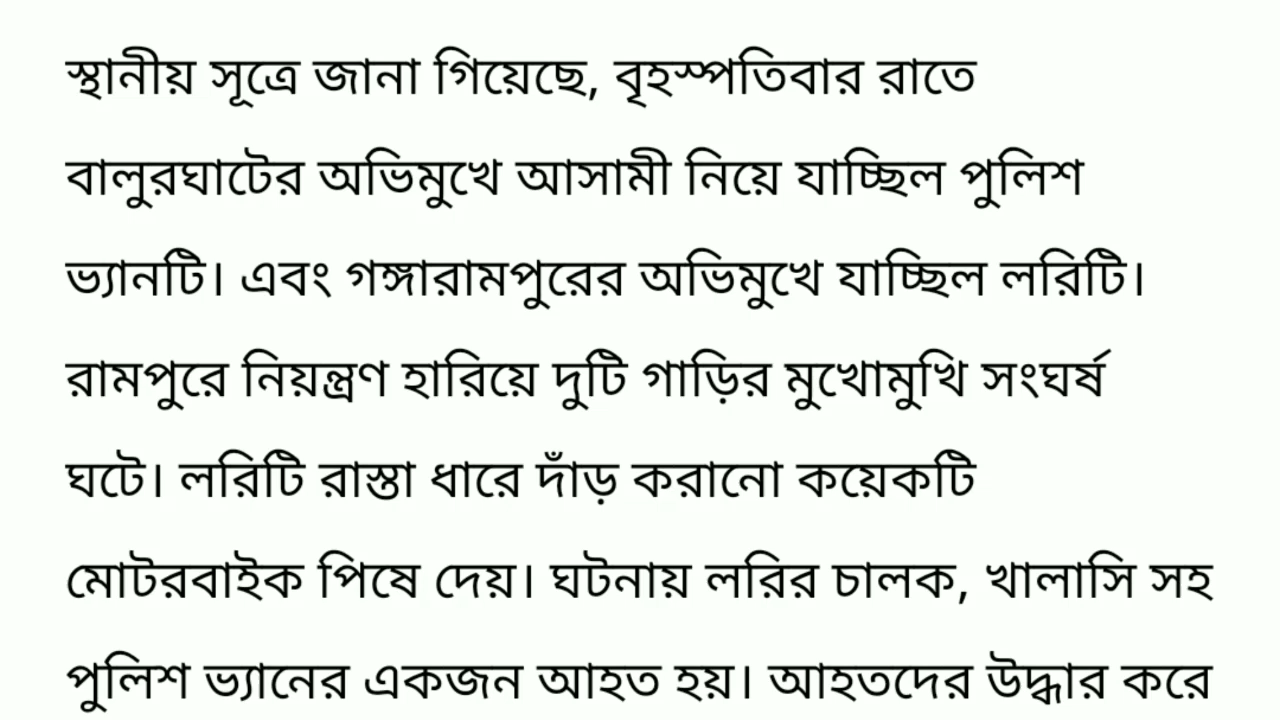 স্থানীয় সূত্রে জানা গিয়েছে, বৃহস্পতিবার রাতে
বালুরঘাটের অভিমুখে আসামী নিয়ে যাচ্ছিল পুলিশ
ভ্যানটি। এবং গঙ্গারামপুরের অভিমুখে যাচ্ছিল লরিটি।
রামপুরে নিয়ন্ত্রণ হারিয়ে দুটি গাড়ির মুখোমুখি সংঘর্ষ
ঘটে। লরিটি রাস্তা ধারে দাঁড় করানো কয়েকটি
মোটরবাইক পিষে দেয়। ঘটনায় লরির চালক, খালাসি সহ
পুলিশ ভ্যানের একজন আহত হয়। আহতদের উদ্ধার করে